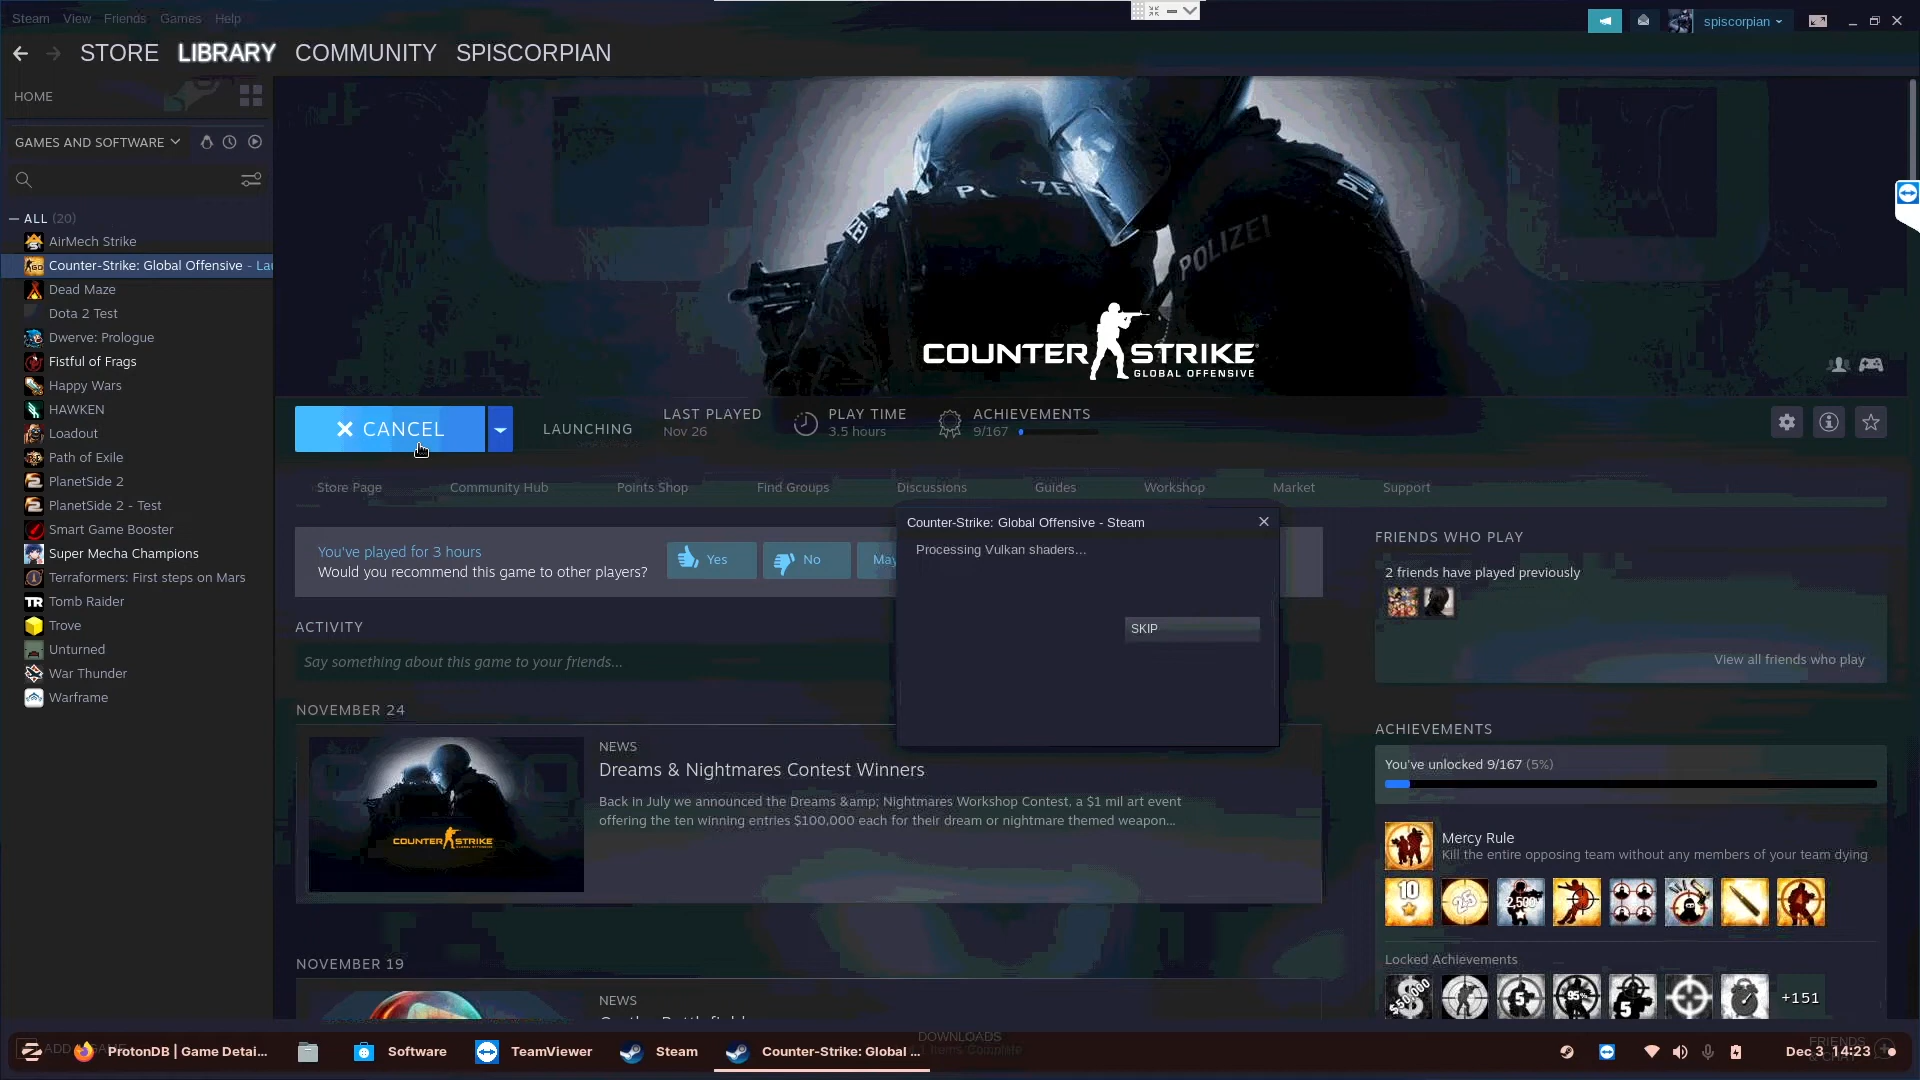 Steam View Friends Games Help
spiscorpian
STORE LIBRARY COMMUNITY SPISCORPIAN
HOME
GAMES AND SOFTWARE
ALL (20)
AirMech Strike
Counter-Strike: Global Offensive - Lau
Dead Maze
Dota 2 Test
Dwerve: Prologue
Fistful of Frags
Happy Wars
HAWKEN
Loadout
Path of Exile
PlanetSide 2
PlanetSide 2 - Test
Smart Game Booster
Super Mecha Champions
Terraformers: First steps on Mars
Tomb Raider
Trove
Unturned
War Thunder
Warframe
POLIZEI
COUNTER STRIKE
GLOBAL OFFENSIVE
CANCEL
LAUNCHING
LAST PLAYED
Nov 26
PLAY TIME
3.5 hours
ACHIEVEMENTS
9/167
Store Page Community Hub Points Shop Find Groups Discussions Guides Workshop Market Support
You've played for 3 hours
Would you recommend this game to other players?
Yes
No
May
Counter-Strike: Global Offensive - Steam
Processing Vulkan shaders...
SKIP
ACTIVITY
Say something about this game to your friends...
NOVEMBER 24
COUNTER STRIKE
NEWS
Dreams & Nightmares Contest Winners
Back in July we announced the Dreams &amp; Nightmares Workshop Contest, a $1 mil art event
offering the ten winning entries $100,000 each for their dream or nightmare themed weapon...
NOVEMBER 19
NEWS
FRIENDS WHO PLAY
2 friends have played previously
View all friends who play
ACHIEVEMENTS
You've unlocked 9/167 (5%)
Mercy Rule
Kill the entire opposing team without any members of your team dying
10
25
2,500
Locked Achievements
$50,000
5
95%
5
+151
DOWNLOADS
ProtonDB | Game Detai...
Software
TeamViewer
Steam
Counter-Strike: Global ...
Dec 3 14:23